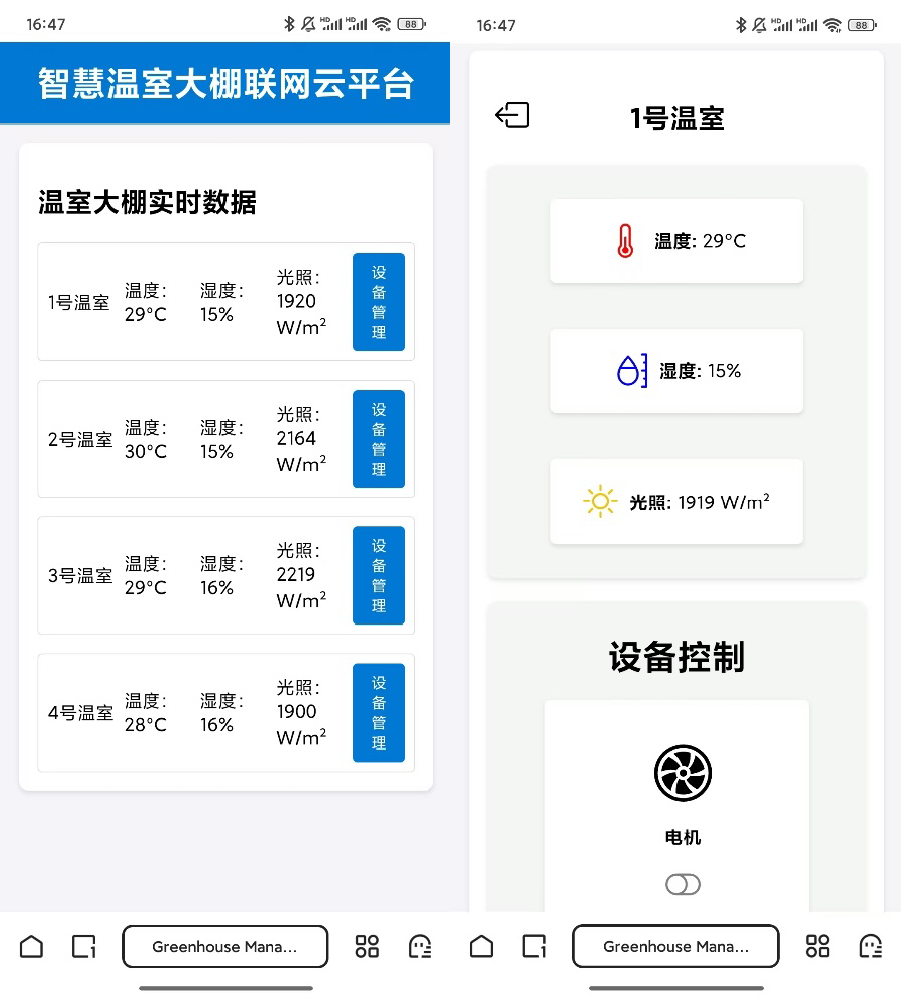 16:47
HD HD 88
智慧温室大棚联网云平台
温室大棚实时数据
1号温室
温度：
29°C
湿度：
15%
光照：
1920
W/m²
设
备
管
理
2号温室
温度：
30°C
湿度：
15%
光照：
2164
W/m²
设
备
管
理
3号温室
温度：
29°C
湿度：
16%
光照：
2219
W/m²
设
备
管
理
4号温室
温度：
28°C
湿度：
16%
光照：
1900
W/m²
设
备
管
理
1
Greenhouse Mana...
16:47
HD HD 88
1号温室
温度: 29°C
湿度: 15%
光照: 1919 W/m²
设备控制
电机
1
Greenhouse Mana...